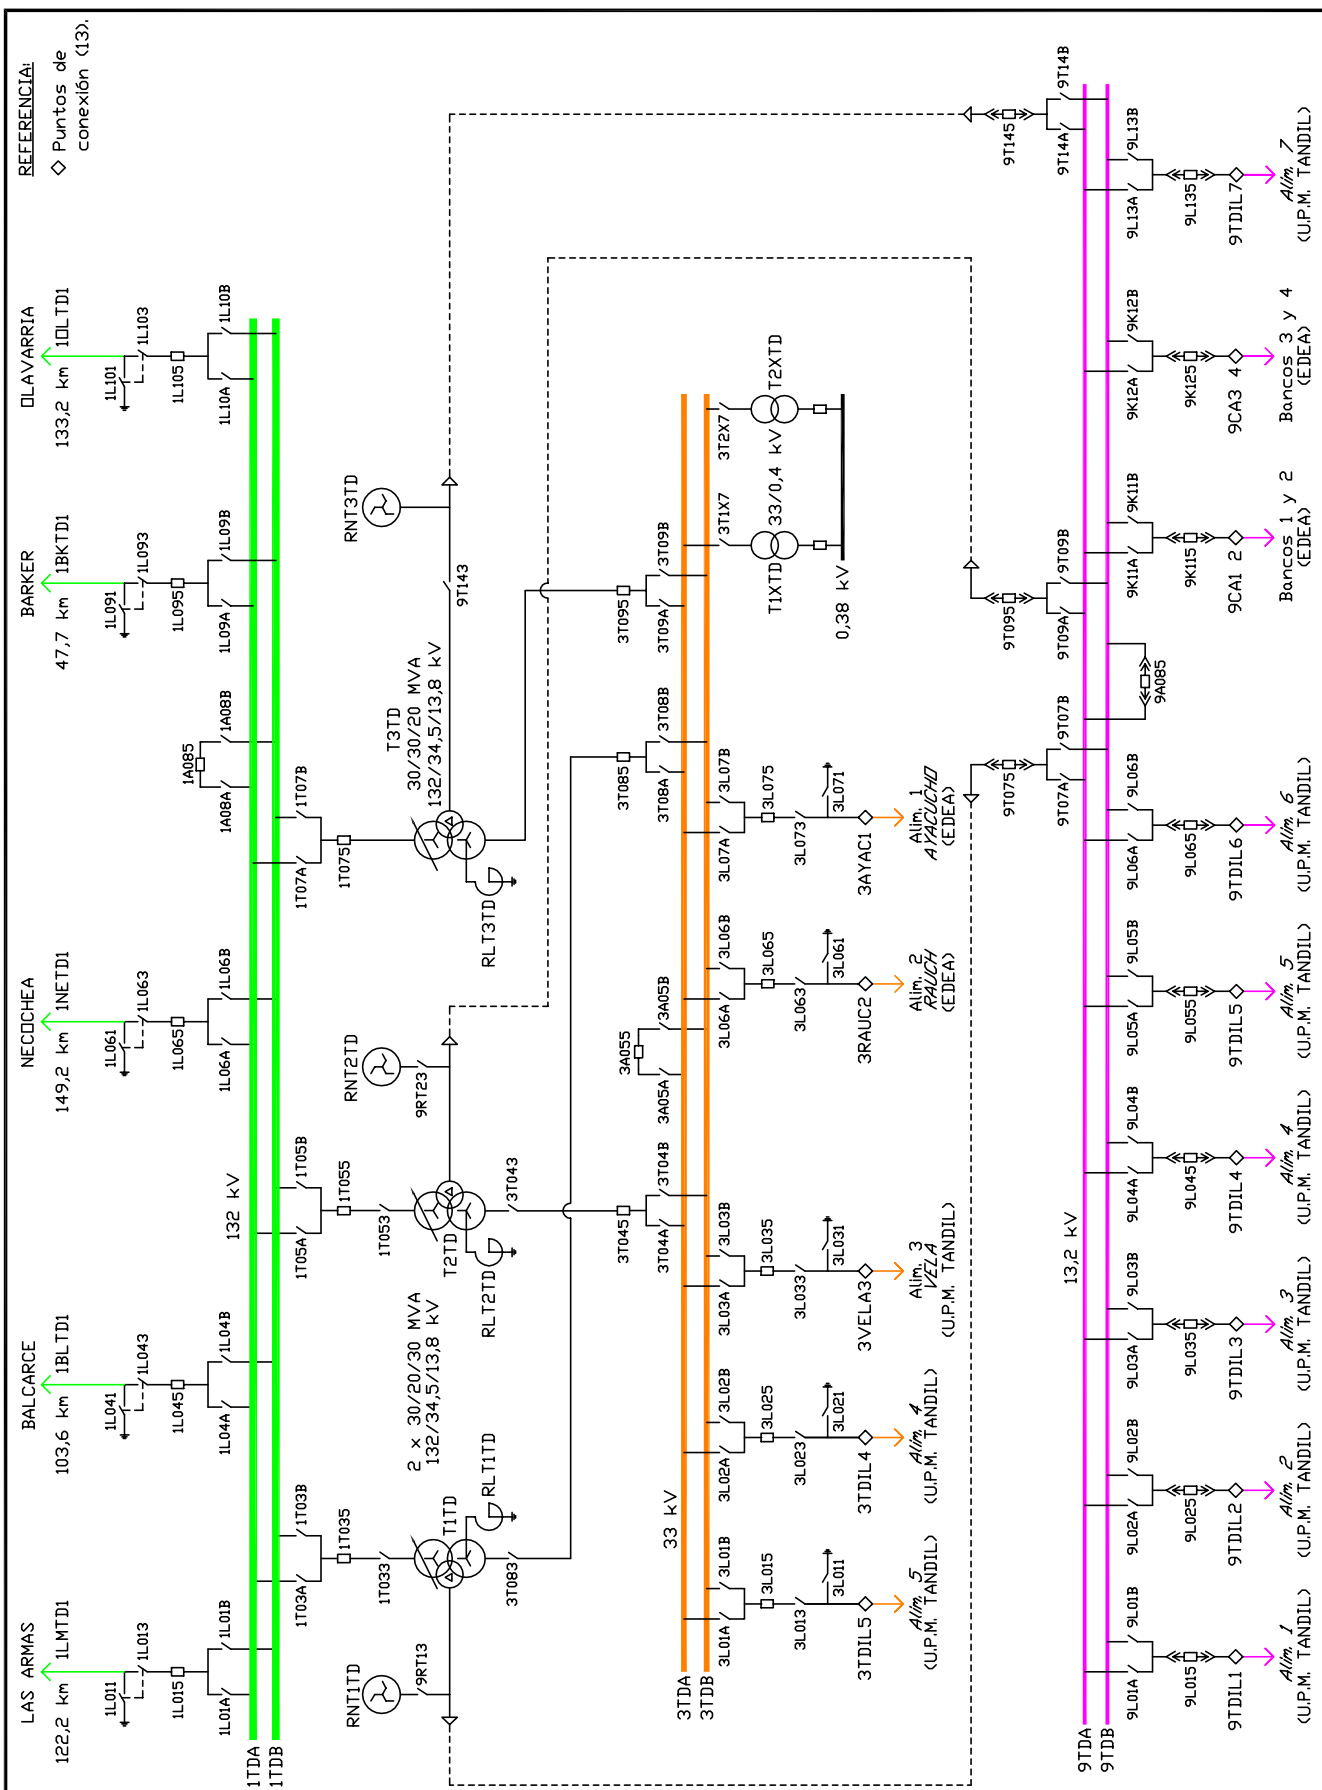 REFERENCIA:
◇ Puntos de
conexión (13).
LAS ARMAS
122,2 km 1LMTD1
1L011
1L013
1L015
1L01A
1L01B
BALCARCE
103,6 km 1BLTD1
1L041
1L043
1L045
1L04A
1L04B
NECOCHEA
149,2 km 1NETD1
1L061
1L063
1L065
1L06A
1L06B
BARKER
47,7 km 1BKTD1
1L091
1L093
1L095
1L09A
1L09B
OLAVARRIA
133,2 km 1OLTD1
1L101
1L103
1L105
1L10A
1L10B
1A085
1A08A
1A08B
132 kV
1TDA
1TDB
1T03A
1T03B
1T035
1T033
1T05A
1T05B
1T055
1T053
1T07A
1T07B
1T075
RNT1TD
9RT13
T1TD
RLT1TD
3T083
2 x 30/20/30 MVA
132/34,5/13,8 kV
RNT2TD
9RT23
T2TD
RLT2TD
3T043
T3TD
30/30/20 MVA
132/34,5/13,8 kV
RLT3TD
RNT3TD
9T143
3T045
3T04A
3T04B
3A055
3A05A
3A05B
3T085
3T08A
3T08B
3T095
3T09A
3T09B
33 kV
3TDA
3TDB
3T1X7
3T2X7
T1XTD
33/0,4 kV
T2XTD
0,38 kV
3L01A
3L01B
3L015
3L013
3L011
3TDIL5
Alim. 5
(U.P.M. TANDIL)
3L02A
3L02B
3L025
3L023
3L021
3TDIL4
Alim. 4
(U.P.M. TANDIL)
3L03A
3L03B
3L035
3L033
3L031
3VELA3
Alim. 3
VELA
(U.P.M. TANDIL)
3L06A
3L06B
3L065
3L063
3L061
3RAUC2
Alim. 2
RAUCH
(EDEA)
3L07A
3L07B
3L075
3L073
3L071
3AYAC1
Alim. 1
AYACUCHO
(EDEA)
9T075
9T07A
9T07B
9T095
9T09A
9T09B
9T145
9T14A
9T14B
9A085
13,2 kV
9TDA
9TDB
9L01A
9L01B
9L015
9TDIL1
Alim. 1
(U.P.M. TANDIL)
9L02A
9L02B
9L025
9TDIL2
Alim. 2
(U.P.M. TANDIL)
9L03A
9L03B
9L035
9TDIL3
Alim. 3
(U.P.M. TANDIL)
9L04A
9L04B
9L045
9TDIL4
Alim. 4
(U.P.M. TANDIL)
9L05A
9L05B
9L055
9TDIL5
Alim. 5
(U.P.M. TANDIL)
9L06A
9L06B
9L065
9TDIL6
Alim. 6
(U.P.M. TANDIL)
9K11A
9K11B
9K115
9CA1 2
Bancos 1 y 2
(EDEA)
9K12A
9K12B
9K125
9CA3 4
Bancos 3 y 4
(EDEA)
9L13A
9L13B
9L135
9TDIL7
Alim. 7
(U.P.M. TANDIL)